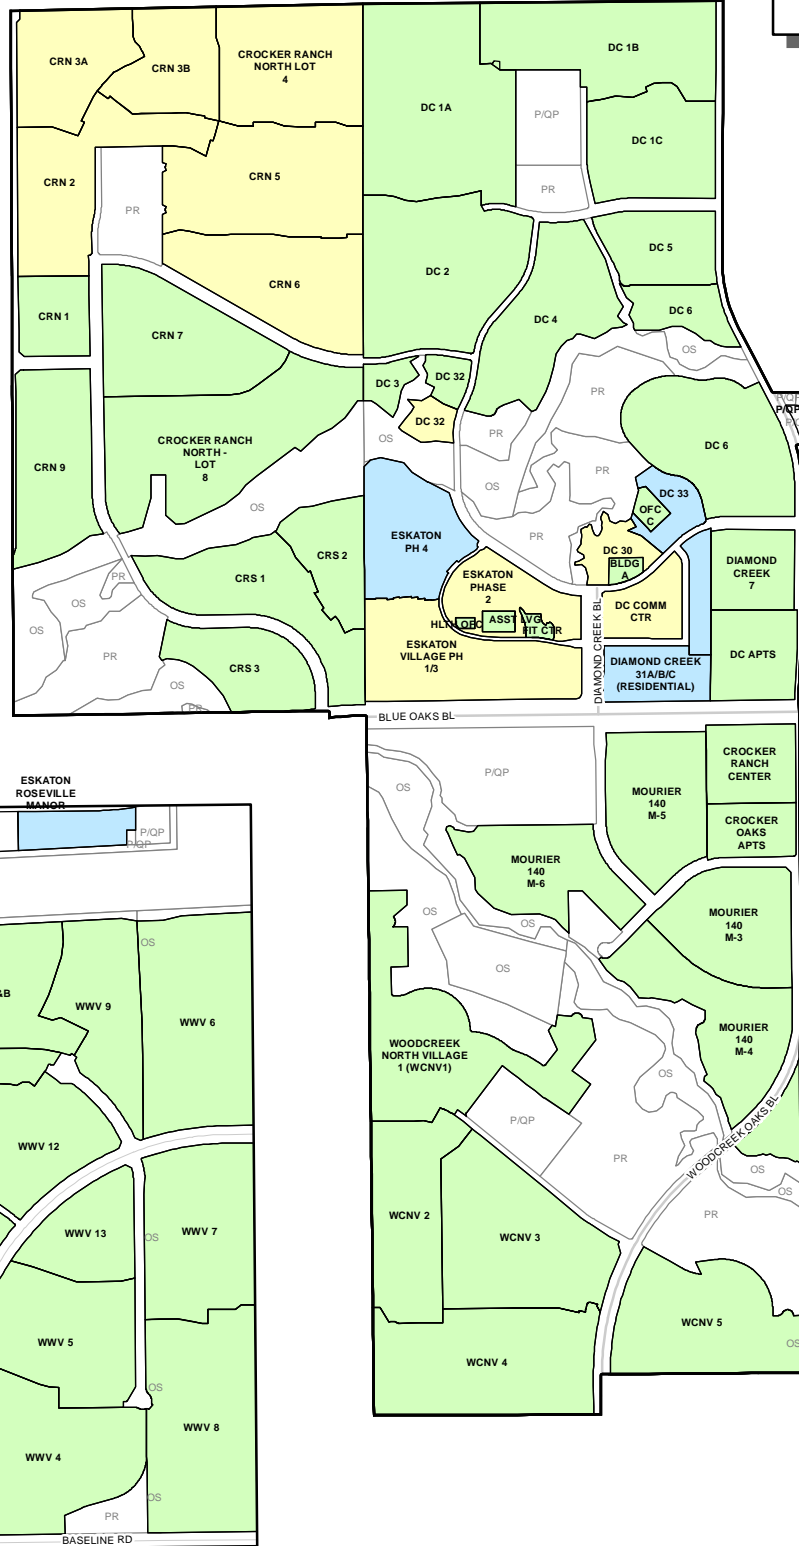 DC 1B
CRN 3A
CRN 3B
CROCKER RANCH
NORTH LOT
4
DC 1A
P/QP
DC 1C
CRN 2
CRN 5
PR
PR
DC 5
CRN 6
DC 2
DC 6
CRN 1
CRN 7
DC 4
OS
DC 3
DC 32
PR
P/QP
P/QP
DC 32
PR
OS
CROCKER RANCH
NORTH -
LOT
8
DC 6
CRN 9
PR
OS
DC 33
OS
OFC
C
ESKATON
PH 4
PR
CRS 2
DC 30
BLDG
A
DIAMOND
CREEK
7
PR
CRS 1
ESKATON
PHASE
2
OS
DC COMM
CTR
HLTH OFC
ASST LVG
FIT CTR
OS
PR
ESKATON
VILLAGE PH
1/3
DIAMOND CREEK BL
DC APTS
CRS 3
DIAMOND CREEK
31A/B/C
(RESIDENTIAL)
OS
PR
BLUE OAKS BL
CROCKER
RANCH
CENTER
P/QP
ESKATON
ROSEVILLE
MANOR
OS
MOURIER
140
M-5
CROCKER
OAKS
APTS
P/QP
P/QP
MOURIER
140
M-6
OS
OS
MOURIER
140
M-3
OS
OS
&B
WWV 9
WWV 6
MOURIER
140
M-4
WOODCREEK
NORTH VILLAGE
1 (WCNV1)
OS
P/QP
WWV 12
PR
WOODCREEK OAKS BL
OS
OS
WCNV 2
PR
WWV 13
OS
WWV 7
WCNV 3
WWV 5
WCNV 5
OS
WCNV 4
OS
WWV 8
WWV 4
OS
PR
BASELINE RD